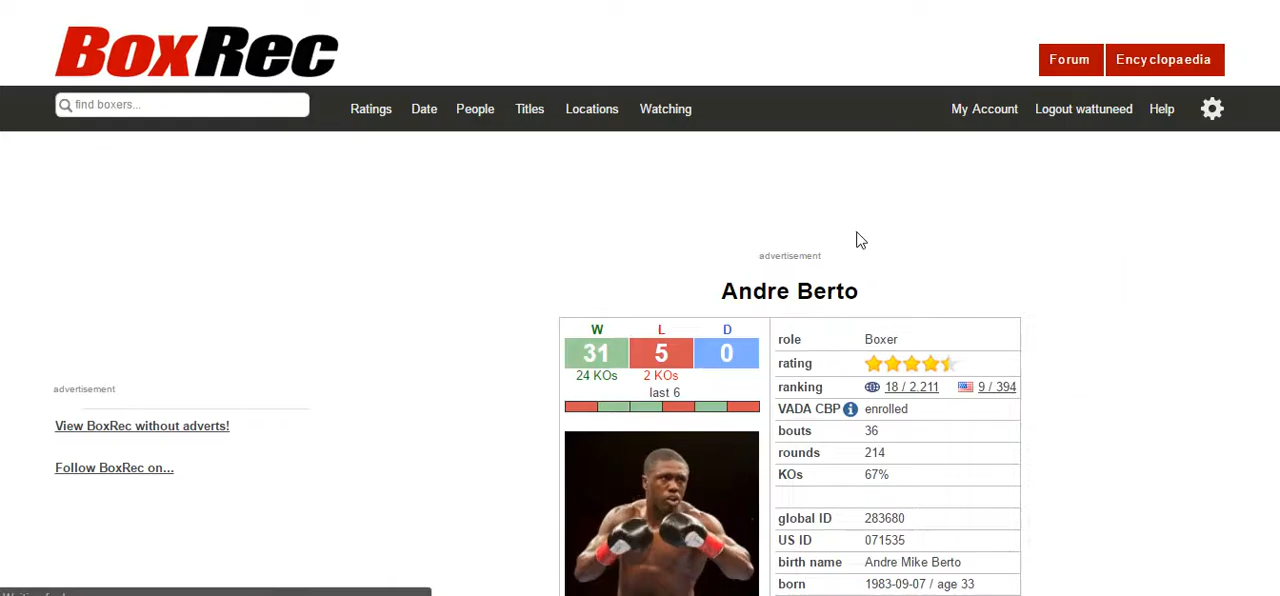 BoxRec
Forum Encyclopaedia
find boxers...
Ratings Date People Titles Locations Watching My Account Logout wattuneed Help
advertisement
Andre Berto
W L D
31 5 0
24 KOs 2 KOs
last 6
role Boxer
rating
ranking 18 / 2.211 9 / 394
VADA CBP i enrolled
bouts 36
rounds 214
KOs 67%
global ID 283680
US ID 071535
birth name Andre Mike Berto
born 1983-09-07 / age 33
advertisement
View BoxRec without adverts!
Follow BoxRec on...